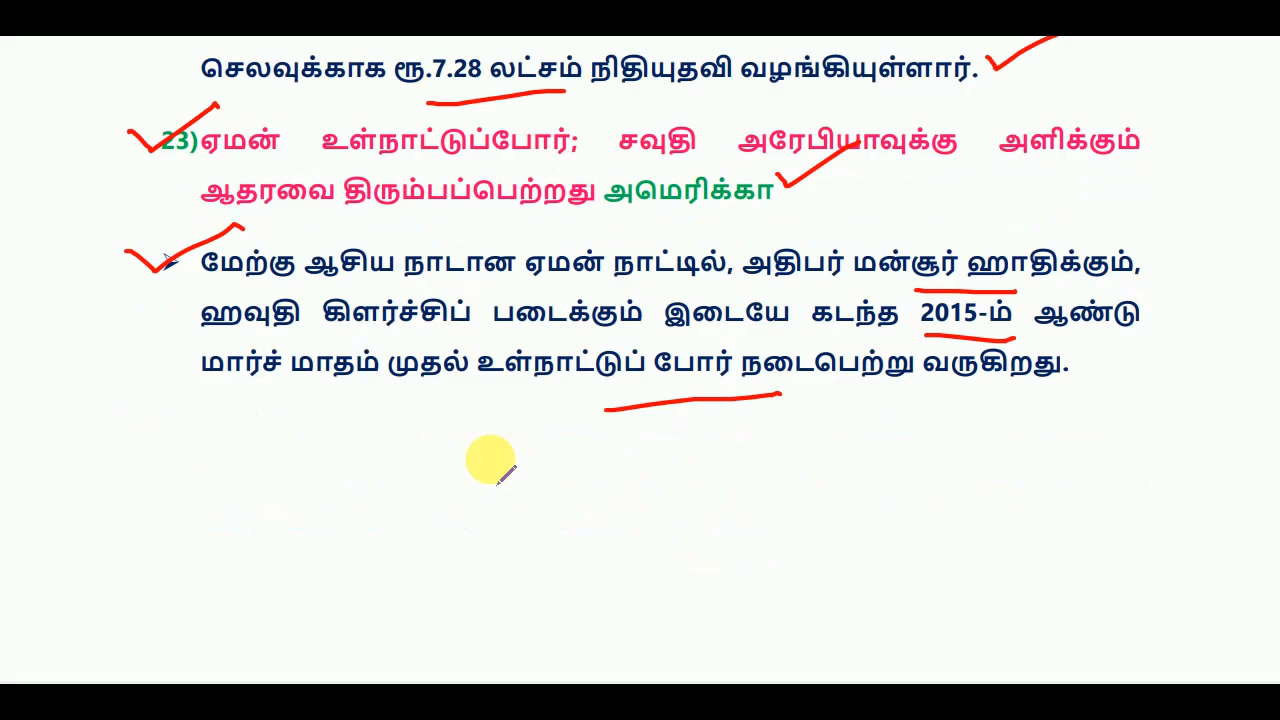 செலவுக்காக ரூ.7.28 லட்சம் நிதியுதவி வழங்கியுள்ளார்.
23)ஏமன் உள்நாட்டுப்போர்; சவுதி அரேபியாவுக்கு அளிக்கும்
ஆதரவை திரும்பப்பெற்றது அமெரிக்கா
➢ மேற்கு ஆசிய நாடான ஏமன் நாட்டில், அதிபர் மன்சூர் ஹாதிக்கும்,
ஹவுதி கிளர்ச்சிப் படைக்கும் இடையே கடந்த 2015-ம் ஆண்டு
மார்ச் மாதம் முதல் உள்நாட்டுப் போர் நடைபெற்று வருகிறது.